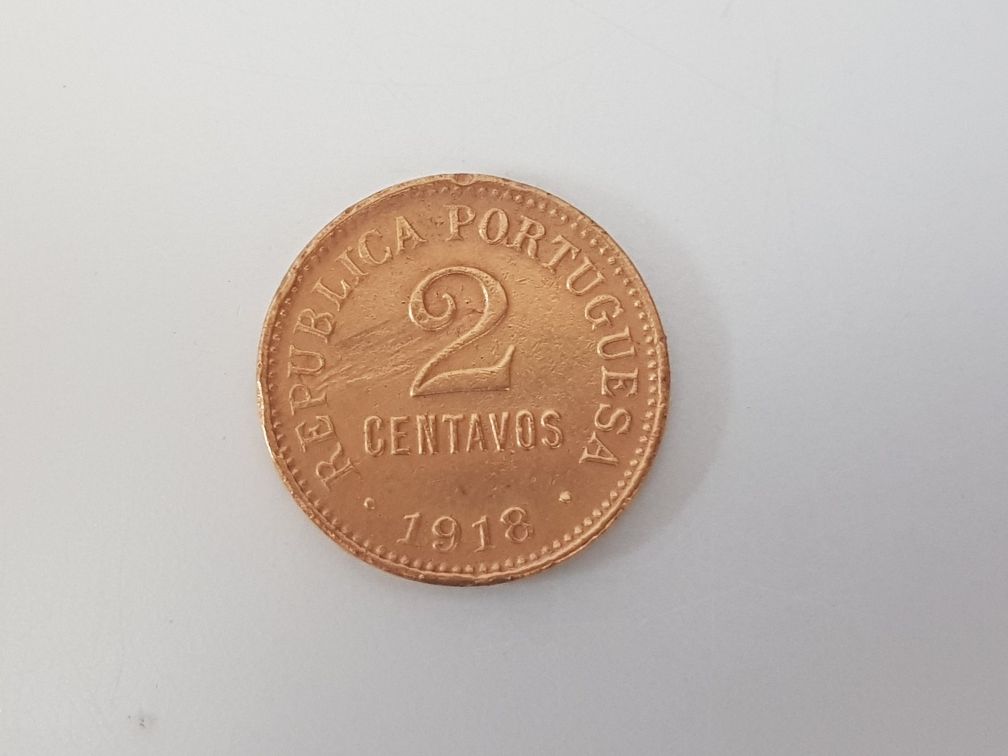 REPUBLICA PORTUGUESA
2
CENTAVOS
· 1918 ·